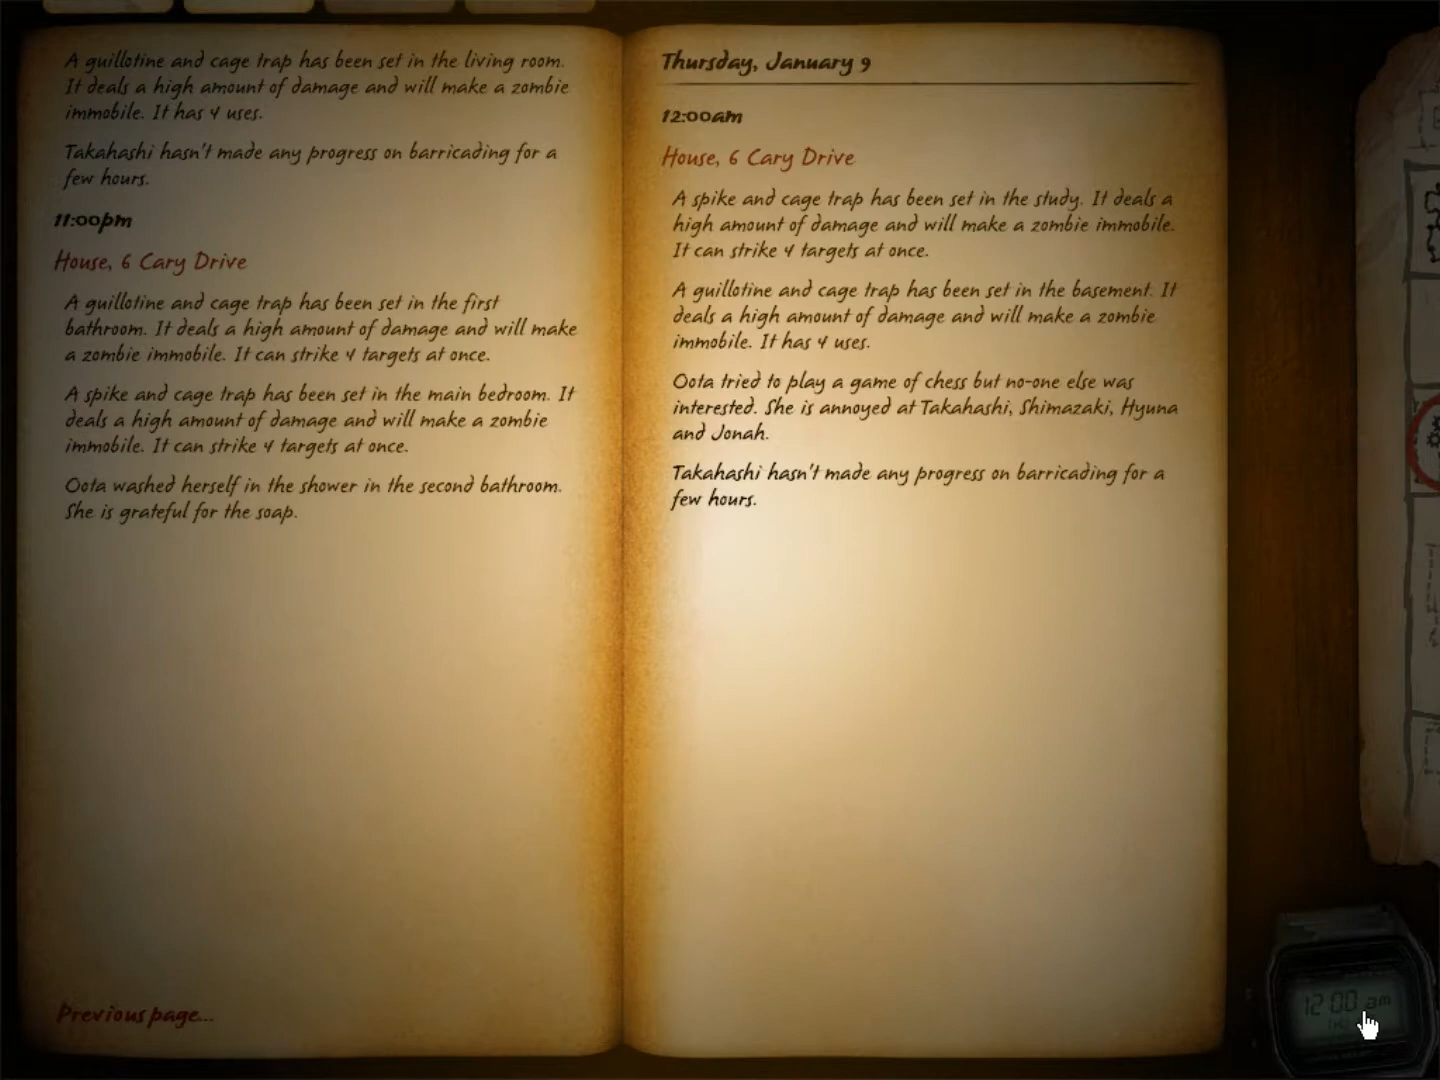 A guillotine and cage trap has been set in the living room.
It deals a high amount of damage and will make a zombie
immobile. It has 4 uses.
Takahashi hasn't made any progress on barricading for a
few hours.
11:00pm
House, 6 Cary Drive
A guillotine and cage trap has been set in the first
bathroom. It deals a high amount of damage and will make
a zombie immobile. It can strike 4 targets at once.
A spike and cage trap has been set in the main bedroom. It
deals a high amount of damage and will make a zombie
immobile. It can strike 4 targets at once.
Oota washed herself in the shower in the second bathroom.
She is grateful for the soap.
Previous page...
Thursday, January 9
12:00am
House, 6 Cary Drive
A spike and cage trap has been set in the study. It deals a
high amount of damage and will make a zombie immobile.
It can strike 4 targets at once.
A guillotine and cage trap has been set in the basement. It
deals a high amount of damage and will make a zombie
immobile. It has 4 uses.
Oota tried to play a game of chess but no-one else was
interested. She is annoyed at Takahashi, Shimazaki, Hyuna
and Jonah.
Takahashi hasn't made any progress on barricading for a
few hours.
12:00 am